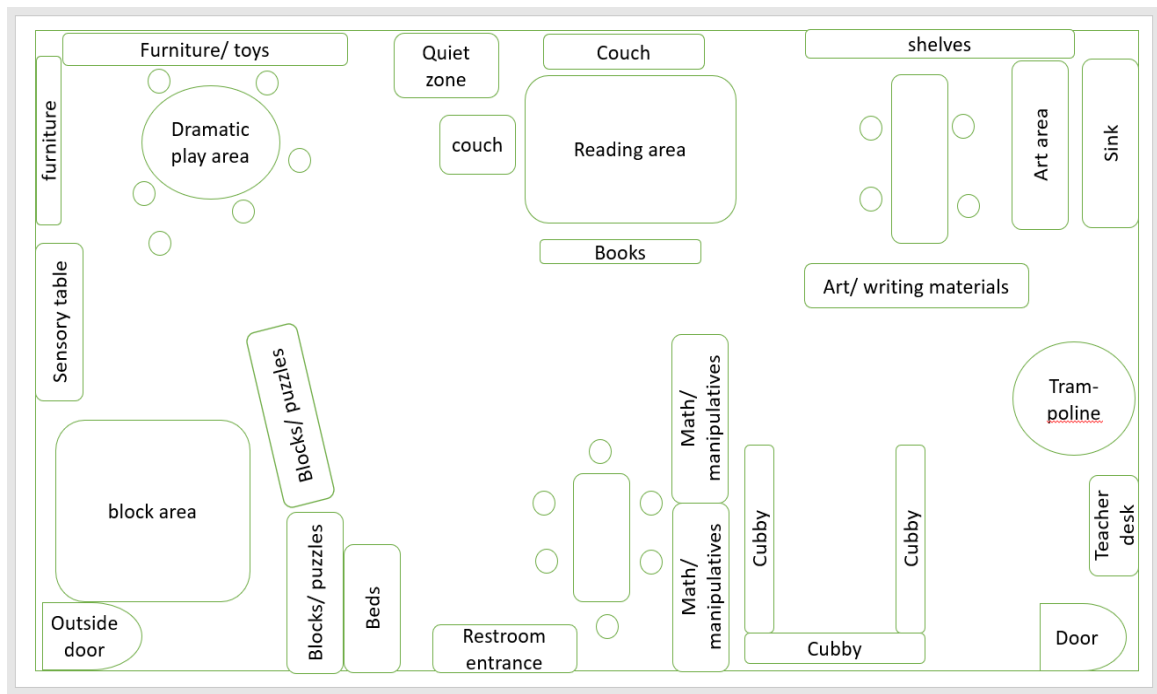 Furniture/ toys
Quiet
zone
Couch
shelves
furniture
Dramatic
play area
couch
Reading area
Art area
Sink
Books
Art/ writing materials
Sensory table
Blocks/ puzzles
Math/
manipulatives
Tram-
poline
block area
Blocks/ puzzles
Beds
Math/
manipulatives
Cubby
Cubby
Teacher
desk
Outside
door
Restroom
entrance
Cubby
Door